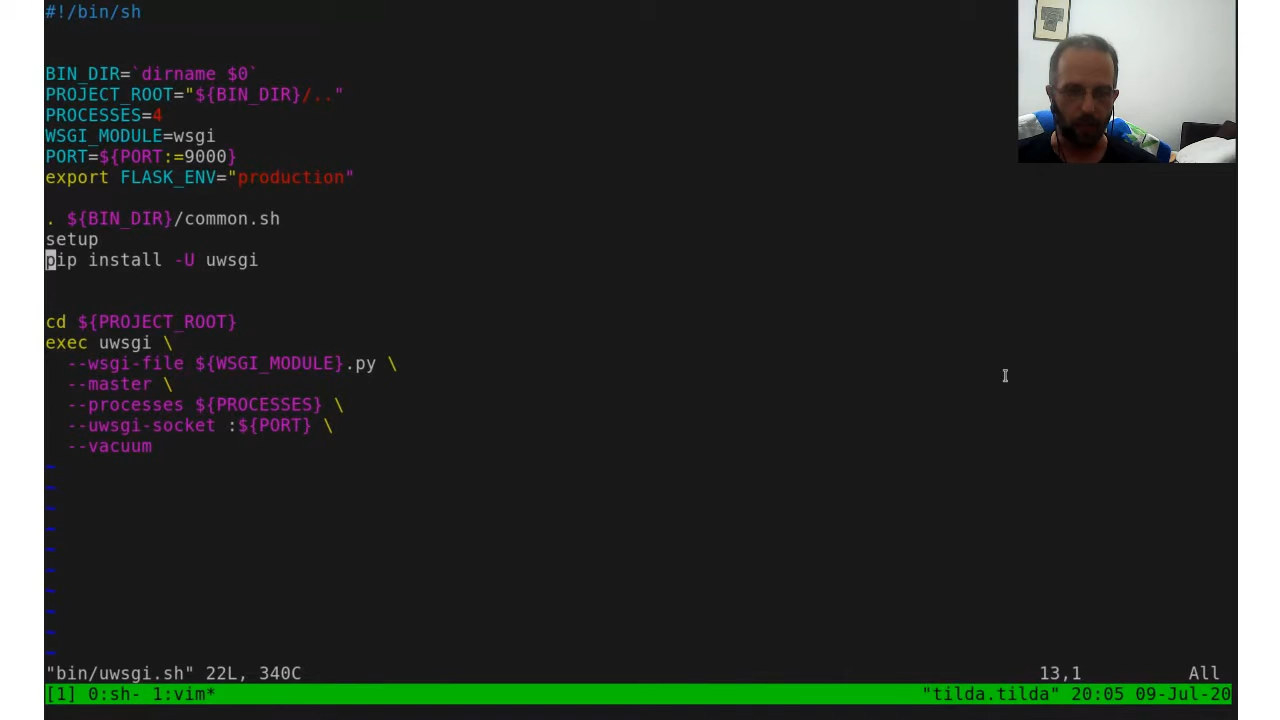 #!/bin/sh
BIN_DIR=`dirname $0`
PROJECT_ROOT="${BIN_DIR}/.."
PROCESSES=4
WSGI_MODULE=wsgi
PORT=${PORT:=9000}
export FLASK_ENV="production"
. ${BIN_DIR}/common.sh
setup
pip install -U uwsgi
cd ${PROJECT_ROOT}
exec uwsgi \
  --wsgi-file ${WSGI_MODULE}.py \
  --master \
  --processes ${PROCESSES} \
  --uwsgi-socket :${PORT} \
  --vacuum
~
~
~
~
~
~
~
~
~
~
"bin/uwsgi.sh" 22L, 340C 13,1 All
[1] 0:sh- 1:vim* "tilda.tilda" 20:05 09-Jul-20